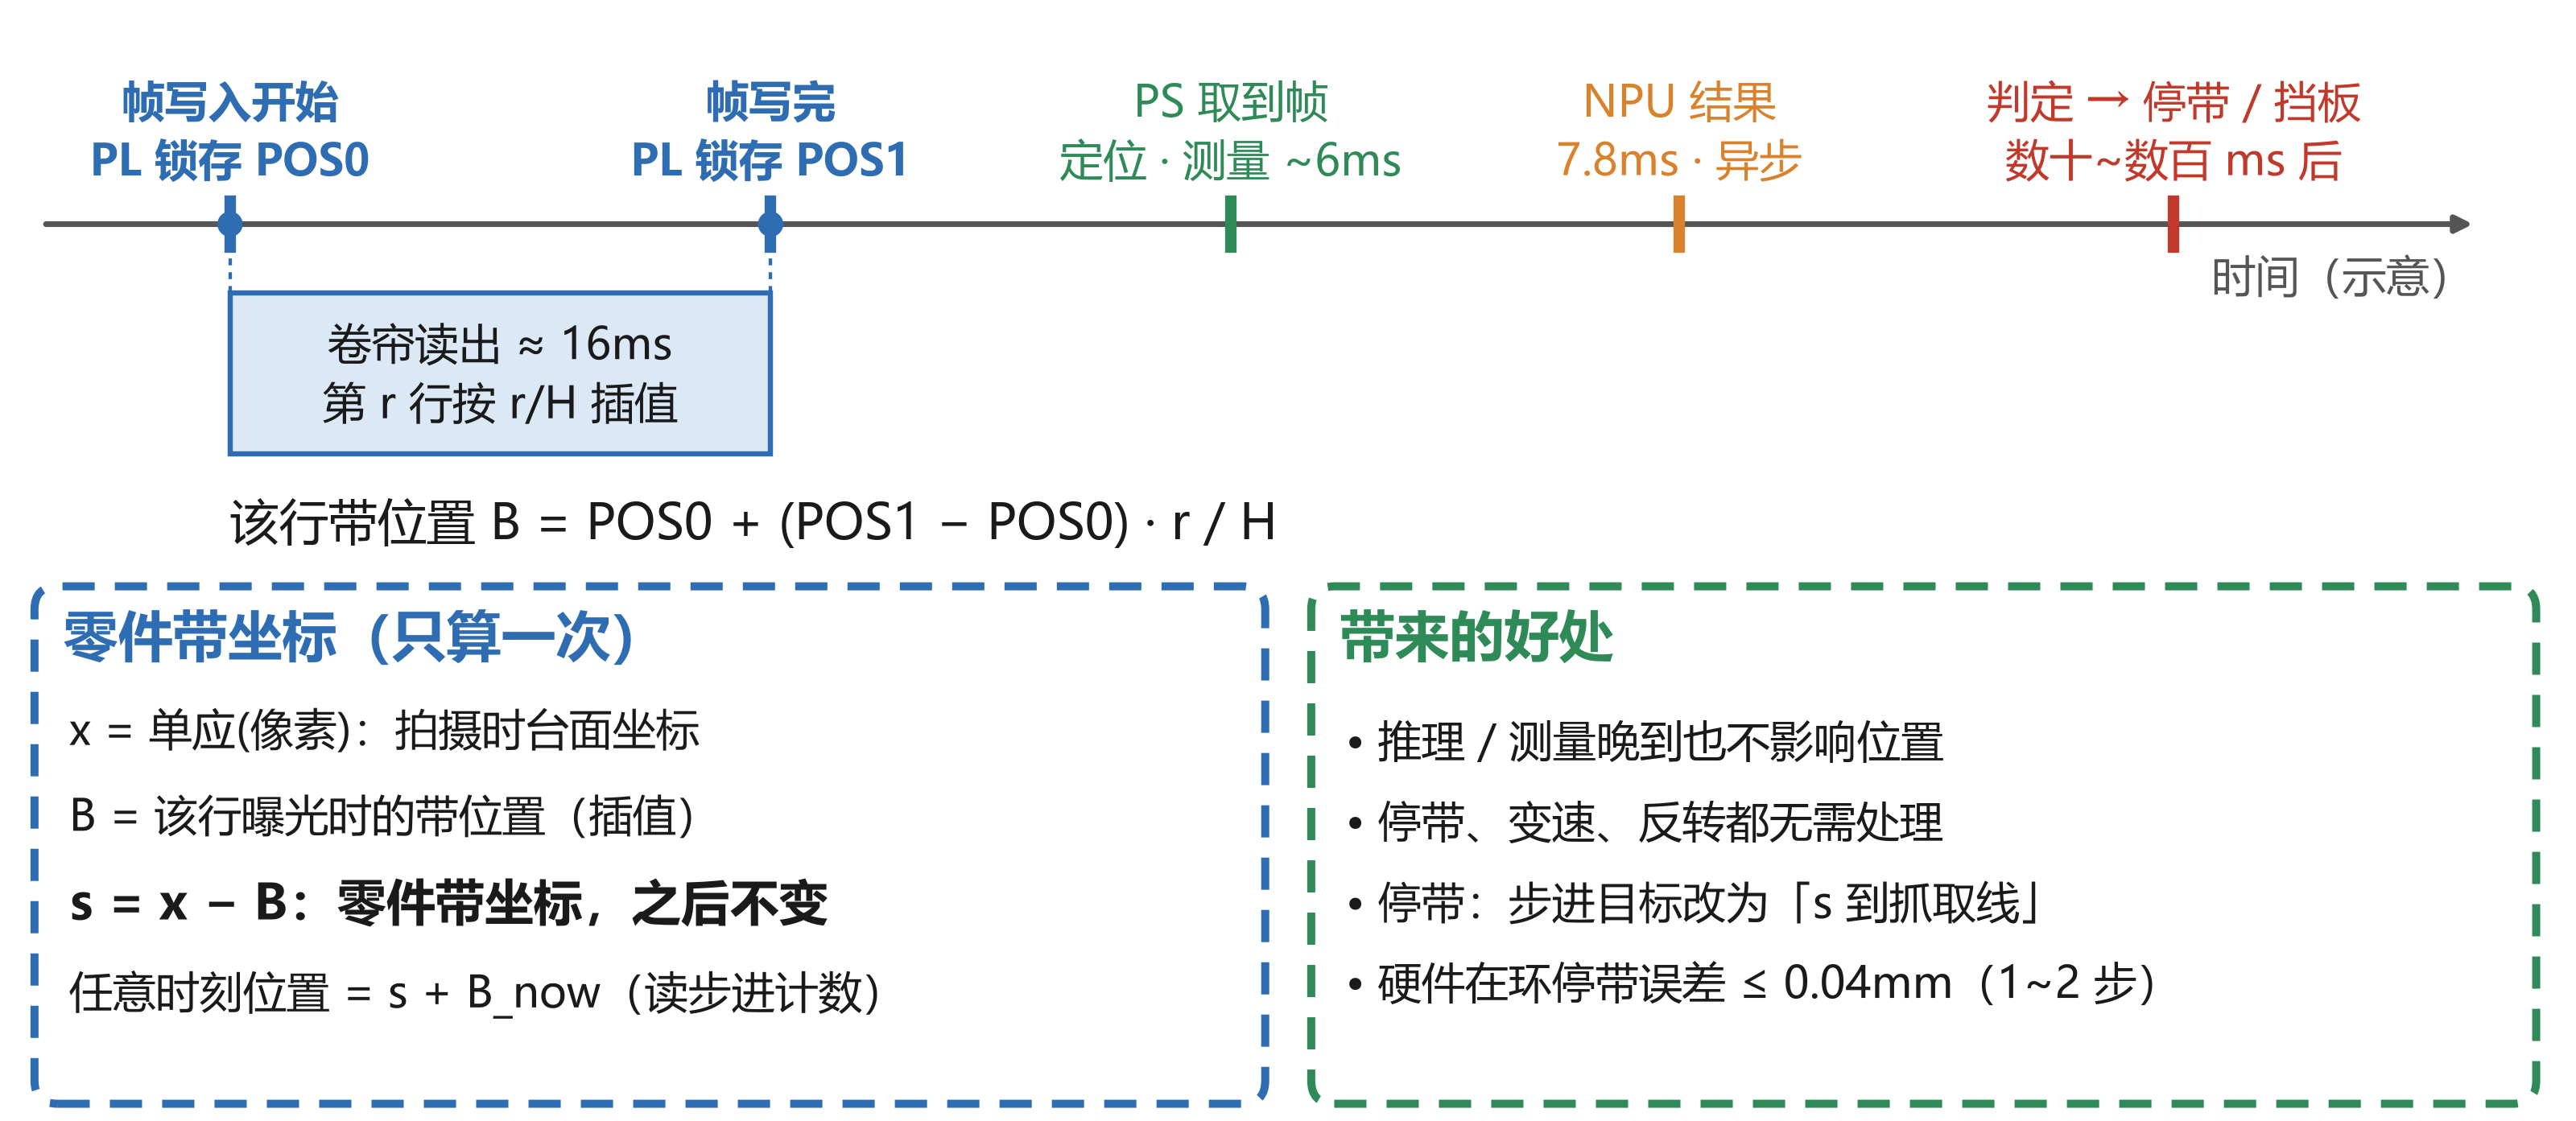 帧写入开始
PL 锁存 POS0
帧写完
PL 锁存 POS1
PS 取到帧
定位 · 测量 ~6ms
NPU 结果
7.8ms · 异步
判定 → 停带 / 挡板
数十~数百 ms 后
时间（示意）
卷帘读出 ≈ 16ms
第 r 行按 r/H 插值
该行带位置 B = POS0 + (POS1 − POS0) · r / H
零件带坐标（只算一次）
x = 单应(像素)：拍摄时台面坐标
B = 该行曝光时的带位置（插值）
s = x − B：零件带坐标，之后不变
任意时刻位置 = s + B_now（读步进计数）
带来的好处
• 推理 / 测量晚到也不影响位置
• 停带、变速、反转都无需处理
• 停带：步进目标改为「s 到抓取线」
• 硬件在环停带误差 ≤ 0.04mm（1~2 步）